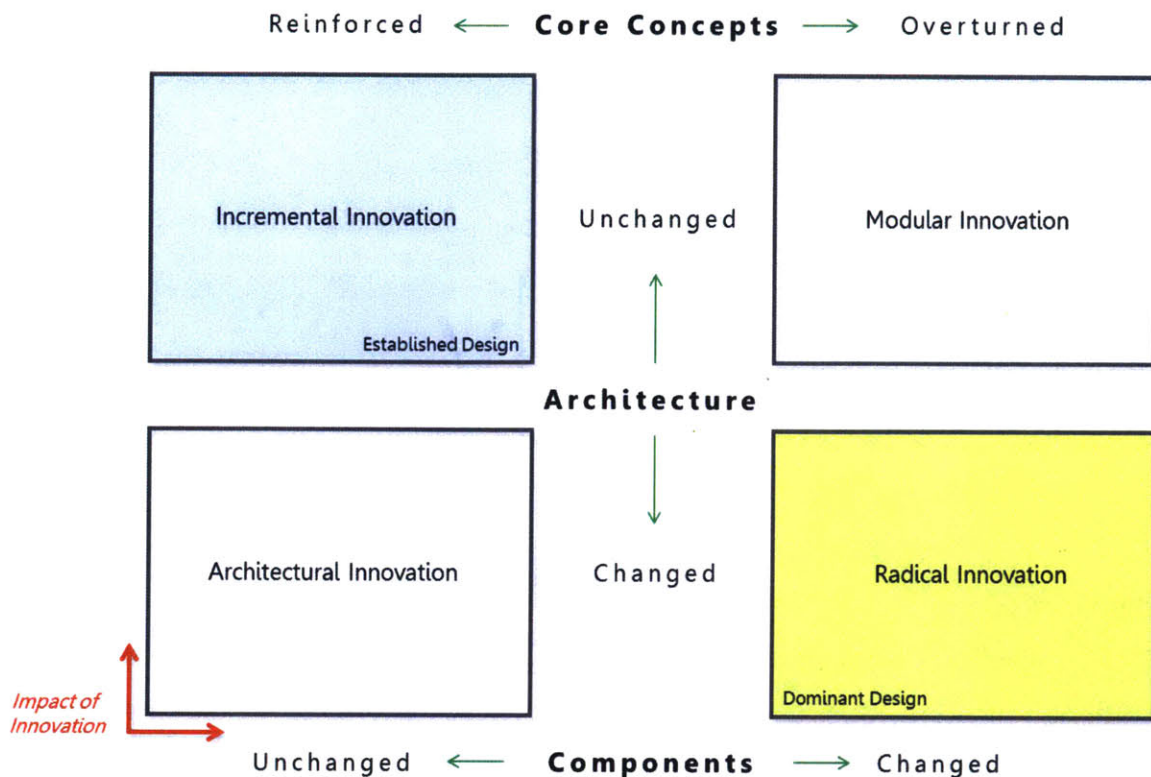 Reinforced Core Concepts Overturned
Incremental Innovation Unchanged Modular Innovation
Established Design
Architecture
Architectural Innovation Changed Radical Innovation
Impact of
Innovation
Dominant Design
Unchanged Components Changed